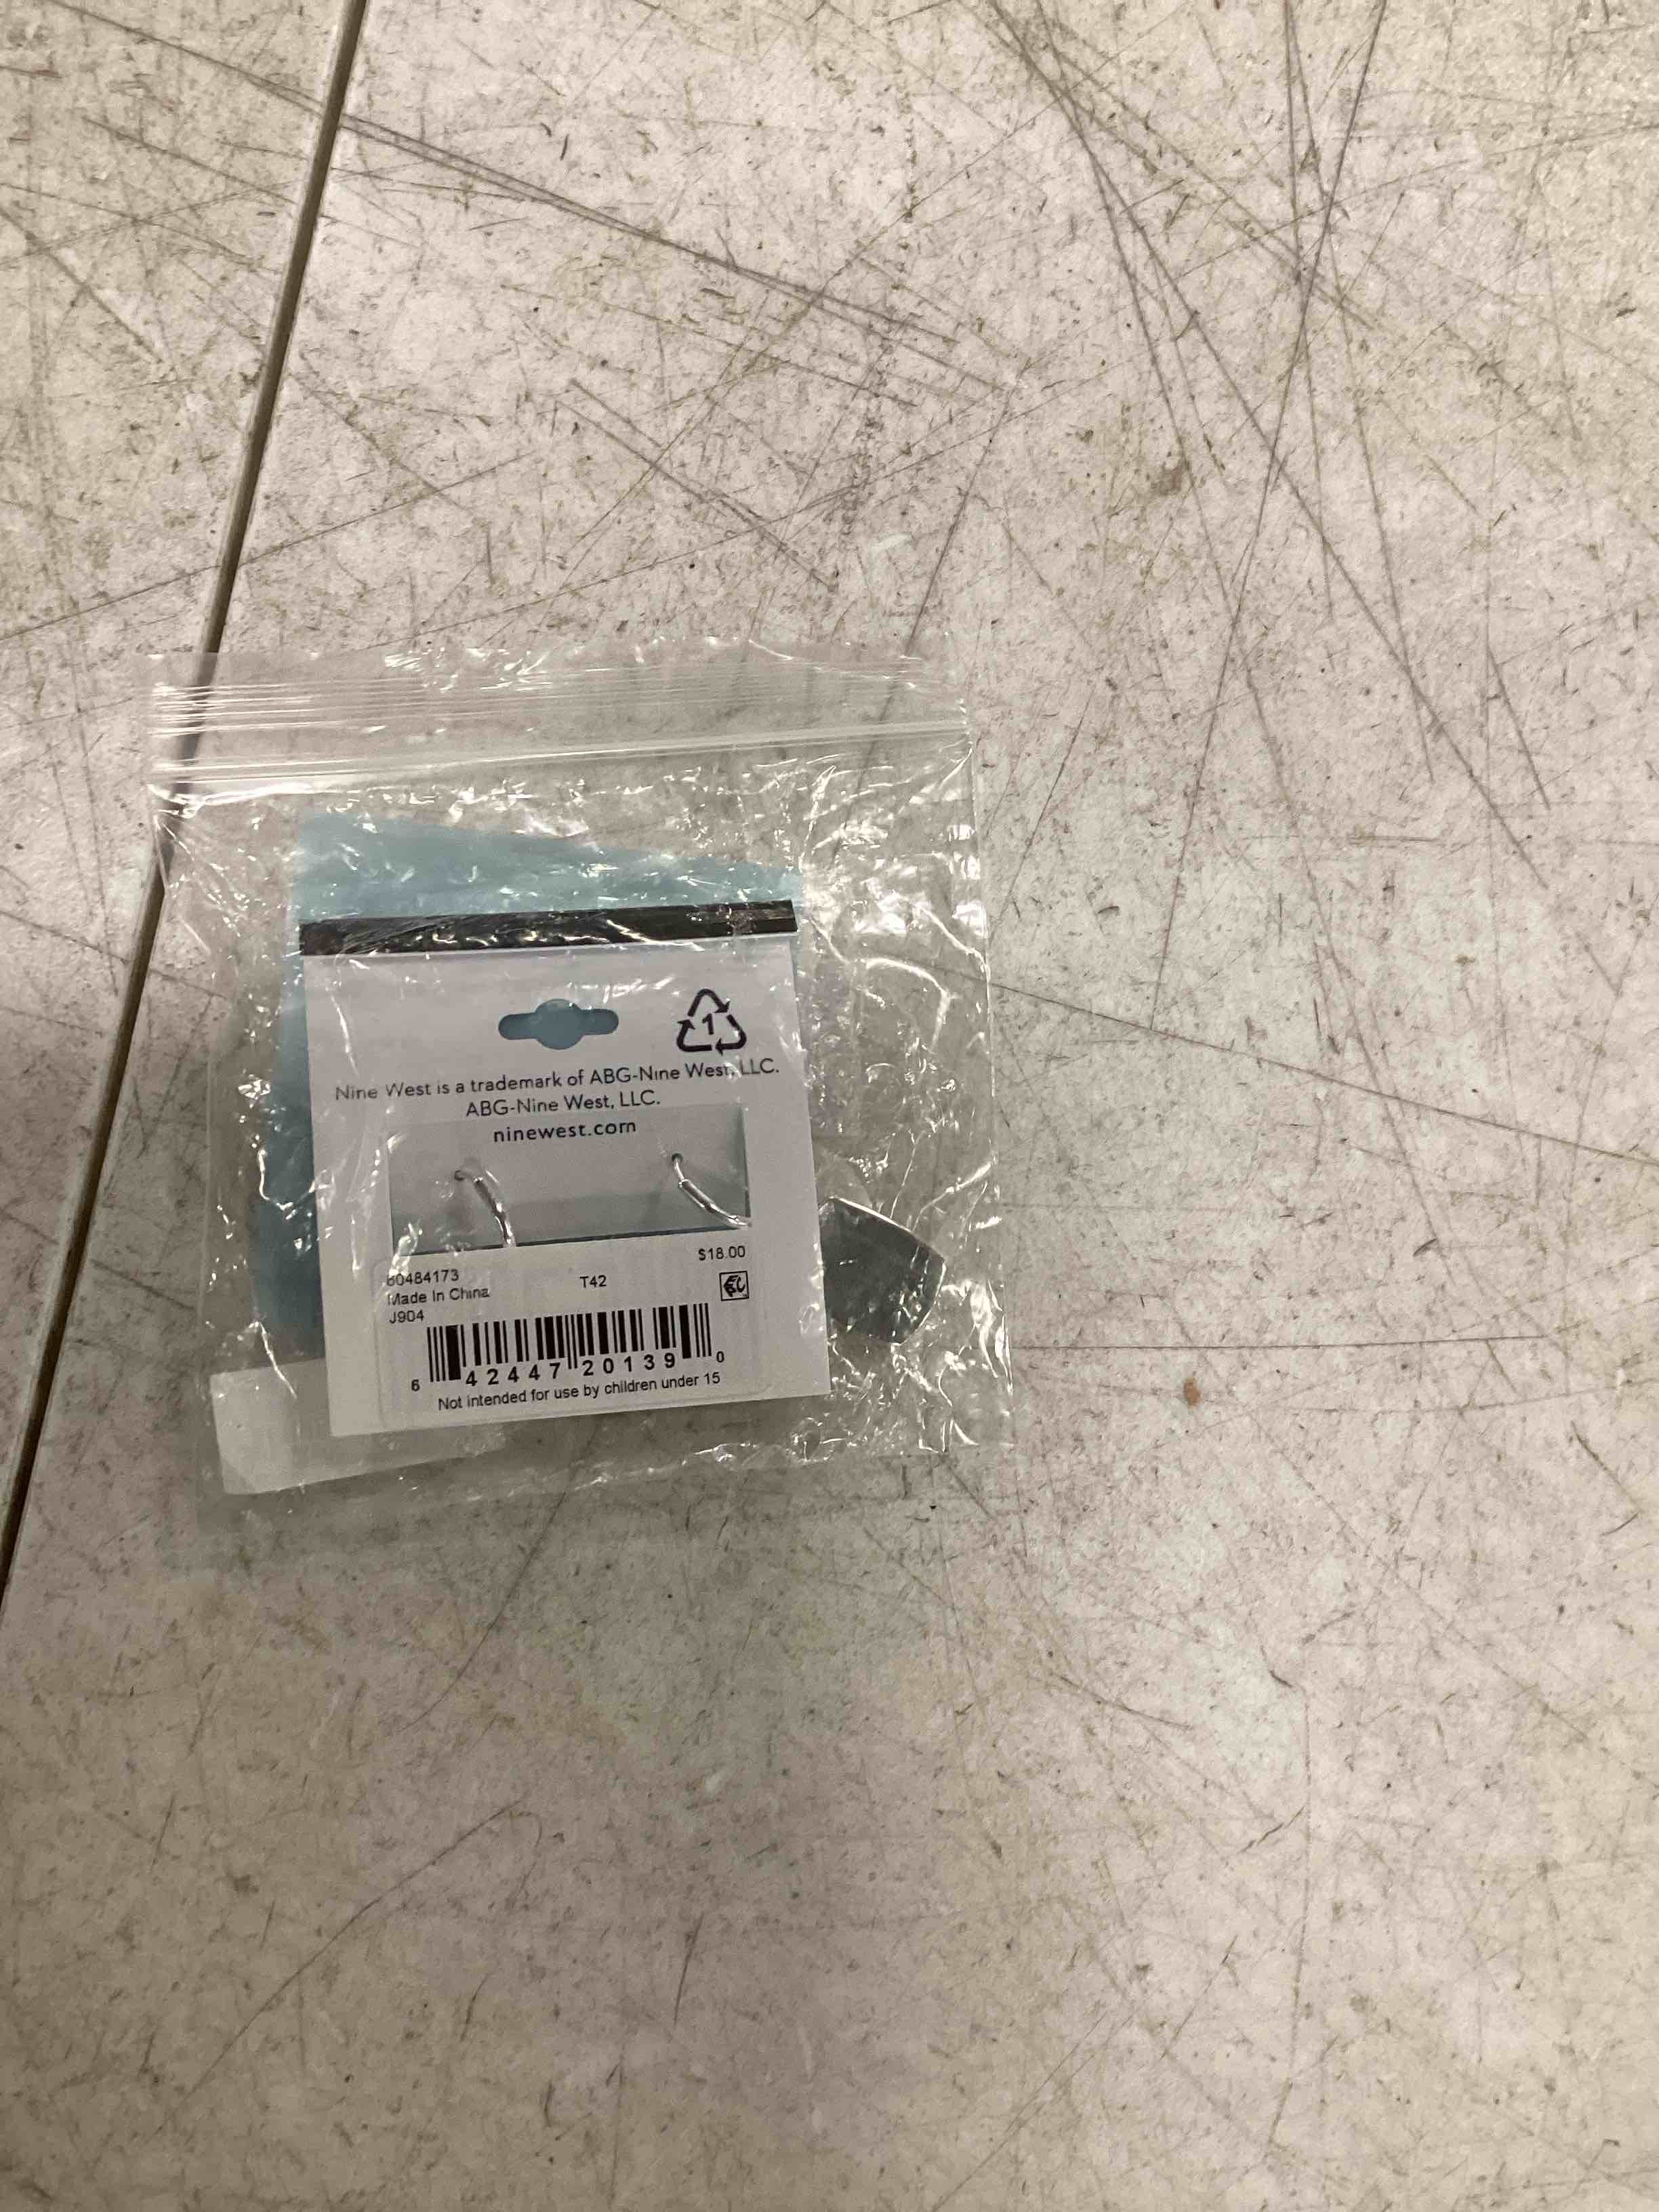 1
Nine West is a trademark of ABG-Nine West, LLC.
ABG-Nine West, LLC.
ninewest.com
$18.00
60484173
T42
Made In China
J904
6 42447 20139 0
Not intended for use by children under 15